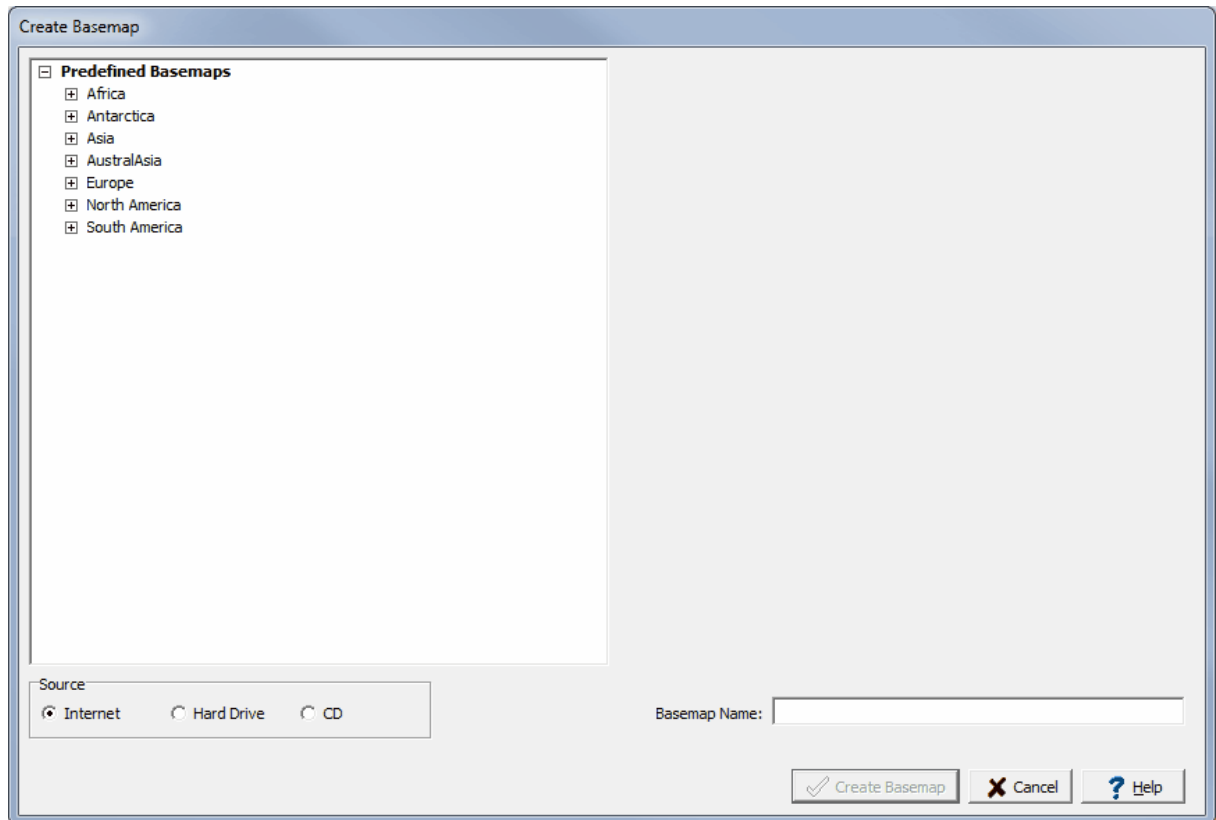 Create Basemap
Predefined Basemaps
Africa
Antarctica
Asia
AustralAsia
Europe
North America
South America
Source
Internet Hard Drive CD
Basemap Name:
Create Basemap Cancel Help